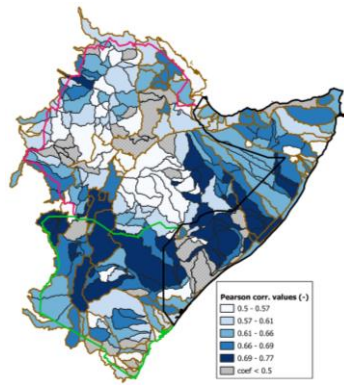 Pearson corr. values (-)
0.5 - 0.57
0.57 - 0.61
0.61 - 0.66
0.66 - 0.69
0.69 - 0.77
coef < 0.5